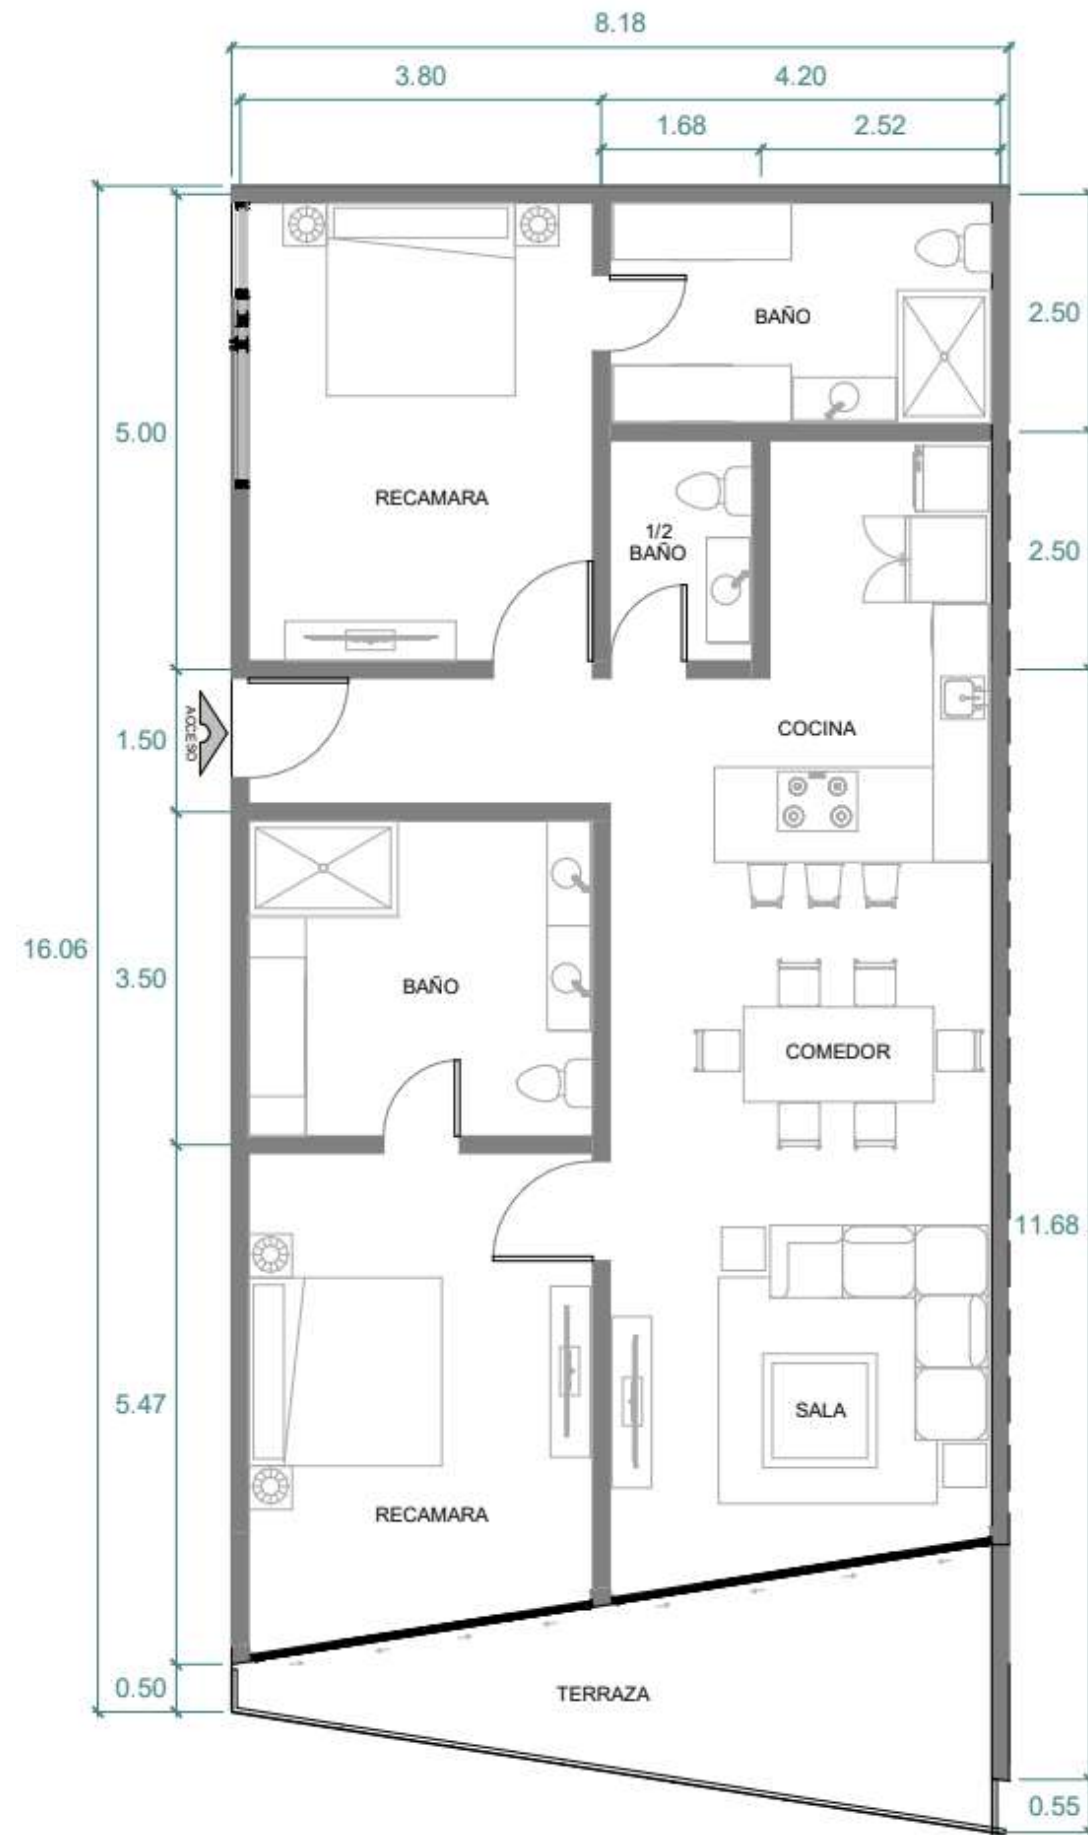 8.18
3.80
4.20
1.68
2.52
2.50
BAÑO
5.00
RECAMARA
1/2
BAÑO
2.50
ACCESO
1.50
COCINA
16.06
3.50
BAÑO
COMEDOR
11.68
5.47
SALA
RECAMARA
0.50
TERRAZA
0.55